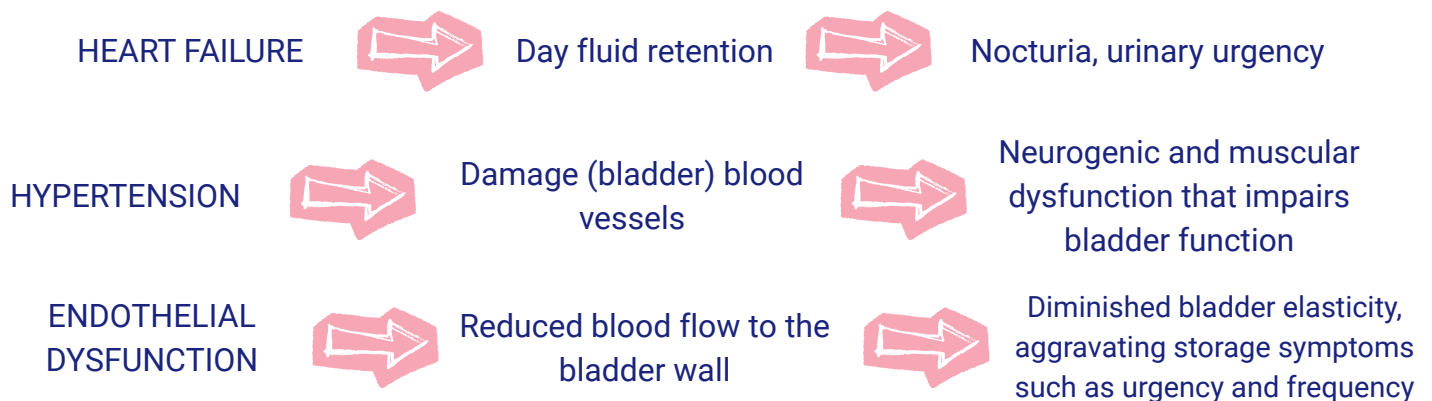 HEART FAILURE
Day fluid retention
Nocturia, urinary urgency
HYPERTENSION
Damage (bladder) blood
vessels
Neurogenic and muscular
dysfunction that impairs
bladder function
ENDOTHELIAL
DYSFUNCTION
Reduced blood flow to the
bladder wall
Diminished bladder elasticity,
aggravating storage symptoms
such as urgency and frequency